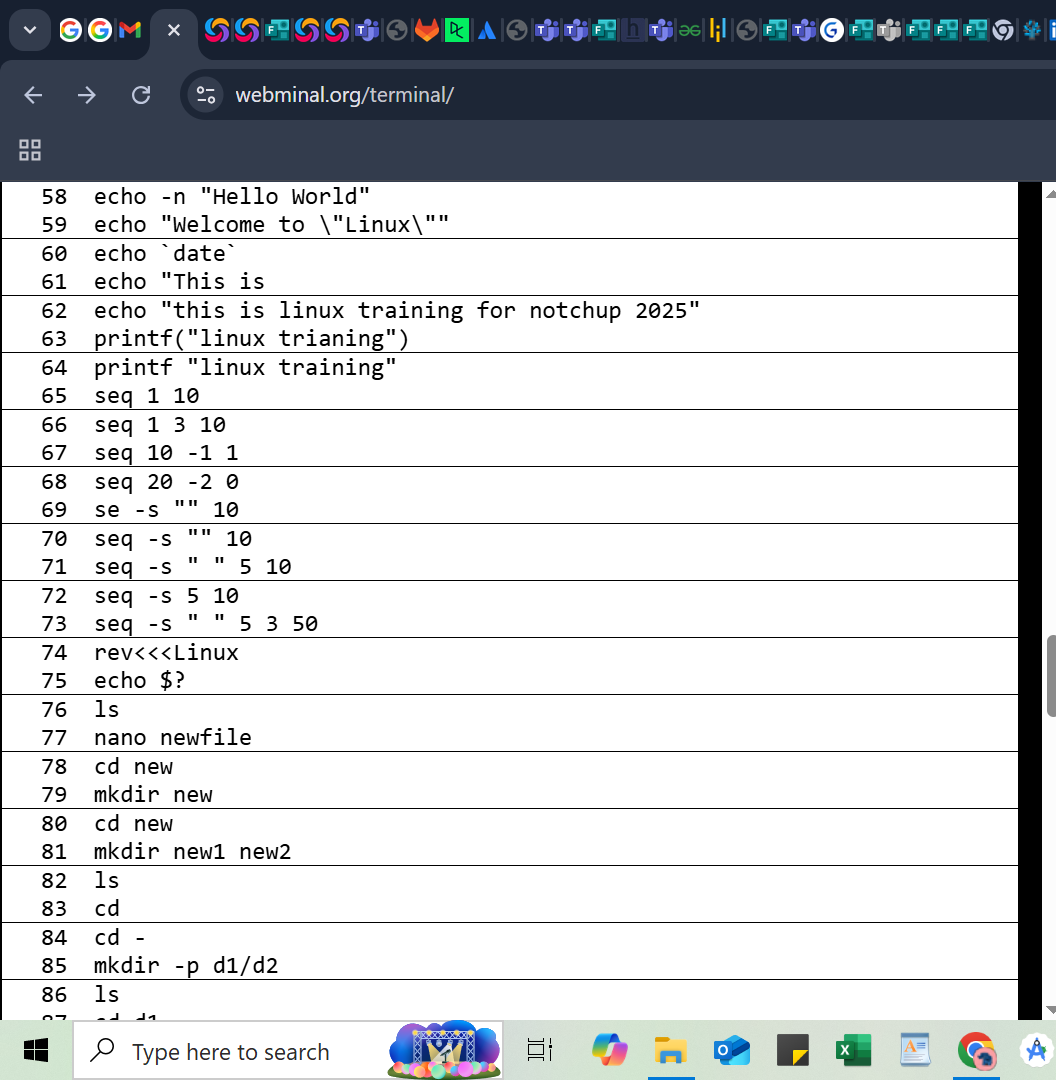 webminal.org/terminal/
58 echo -n "Hello World"
59 echo "Welcome to \"Linux\""
60 echo `date`
61 echo "This is
62 echo "this is linux training for notchup 2025"
63 printf("linux trianing")
64 printf "linux training"
65 seq 1 10
66 seq 1 3 10
67 seq 10 -1 1
68 seq 20 -2 0
69 se -s "" 10
70 seq -s "" 10
71 seq -s " " 5 10
72 seq -s 5 10
73 seq -s " " 5 3 50
74 rev<<<Linux
75 echo $?
76 ls
77 nano newfile
78 cd new
79 mkdir new
80 cd new
81 mkdir new1 new2
82 ls
83 cd
84 cd -
85 mkdir -p d1/d2
86 ls
87 cd d1
Type here to search